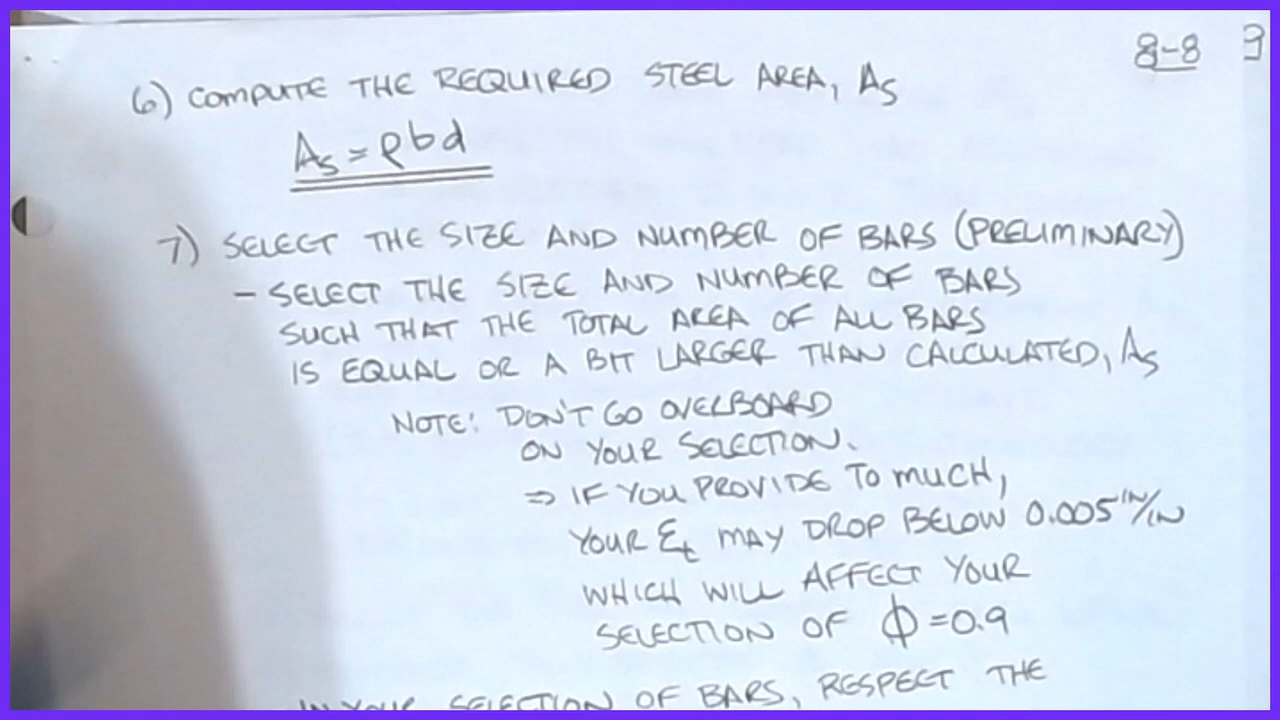 8-8
6) COMPUTE THE REQUIRED STEEL AREA, As
As = ρbd
7) SELECT THE SIZE AND NUMBER OF BARS (PRELIMINARY)
- SELECT THE SIZE AND NUMBER OF BARS
SUCH THAT THE TOTAL AREA OF ALL BARS
IS EQUAL OR A BIT LARGER THAN CALCULATED, As
NOTE: DON'T GO OVERBOARD
ON YOUR SELECTION.
⇒ IF YOU PROVIDE TO MUCH,
YOUR Ɛt MAY DROP BELOW 0.005 IN/IN
WHICH WILL AFFECT YOUR
SELECTION OF ϕ = 0.9
IN YOUR SELECTION OF BARS, RESPECT THE